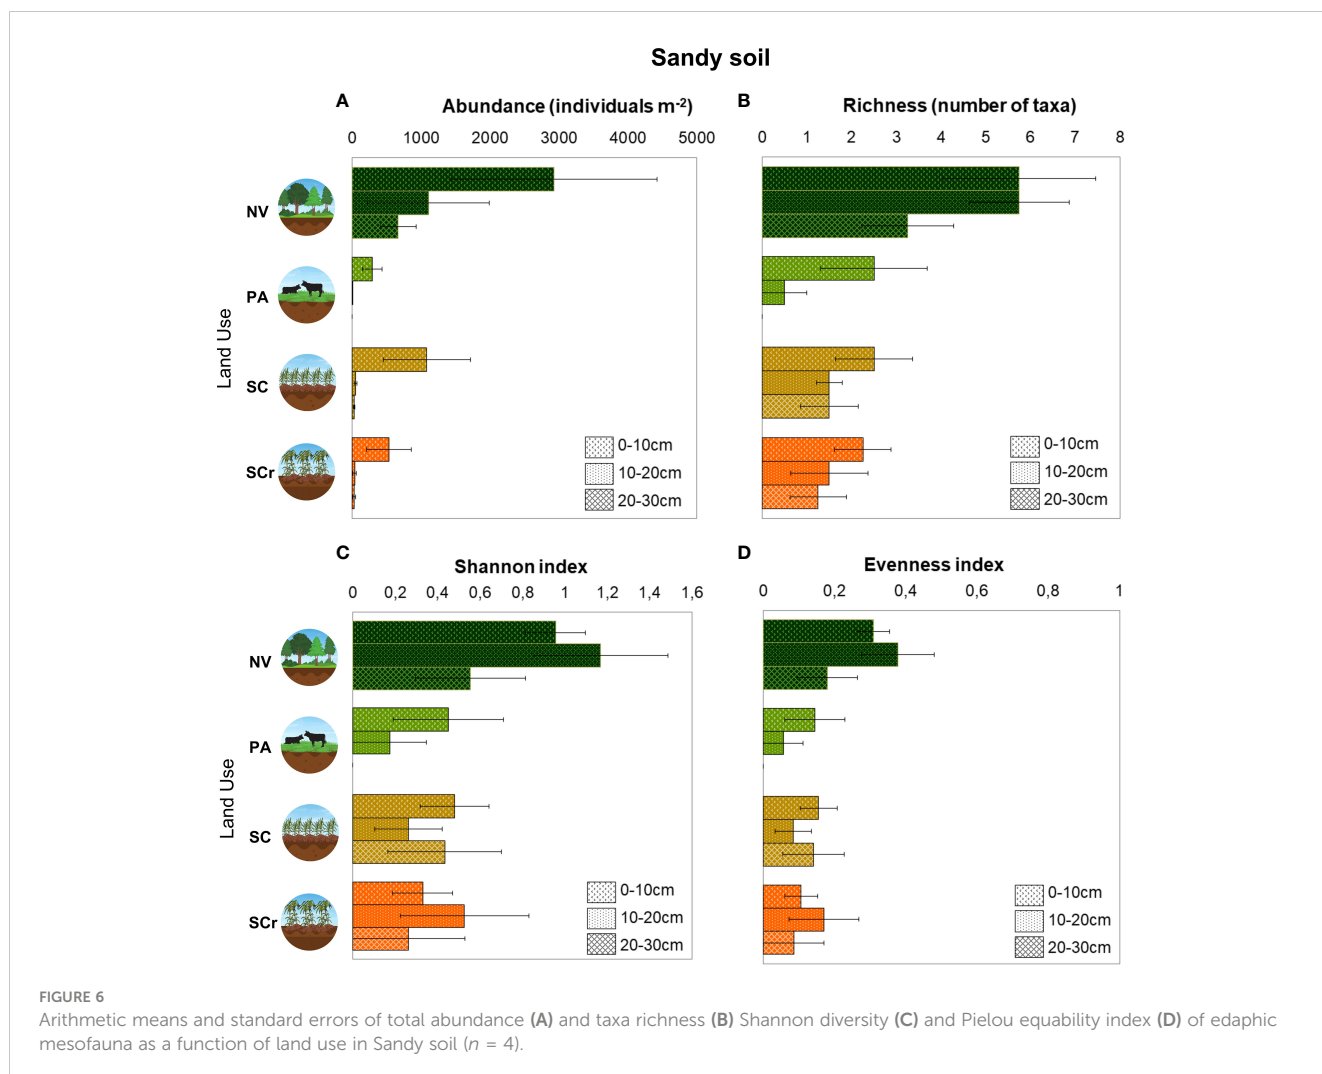 Sandy soil
A
Abundance (individuals m-2)
0 1000 2000 3000 4000 5000
Land Use
NV
PA
SC
SCr
0-10cm
10-20cm
20-30cm
B
Richness (number of taxa)
0 1 2 3 4 5 6 7 8
0-10cm
10-20cm
20-30cm
C
Shannon index
0 0,2 0,4 0,6 0,8 1 1,2 1,4 1,6
Land Use
NV
PA
SC
SCr
0-10cm
10-20cm
20-30cm
D
Evenness index
0 0,2 0,4 0,6 0,8 1
0-10cm
10-20cm
20-30cm
FIGURE 6
Arithmetic means and standard errors of total abundance (A) and taxa richness (B) Shannon diversity (C) and Pielou equability index (D) of edaphic
mesofauna as a function of land use in Sandy soil (n = 4).